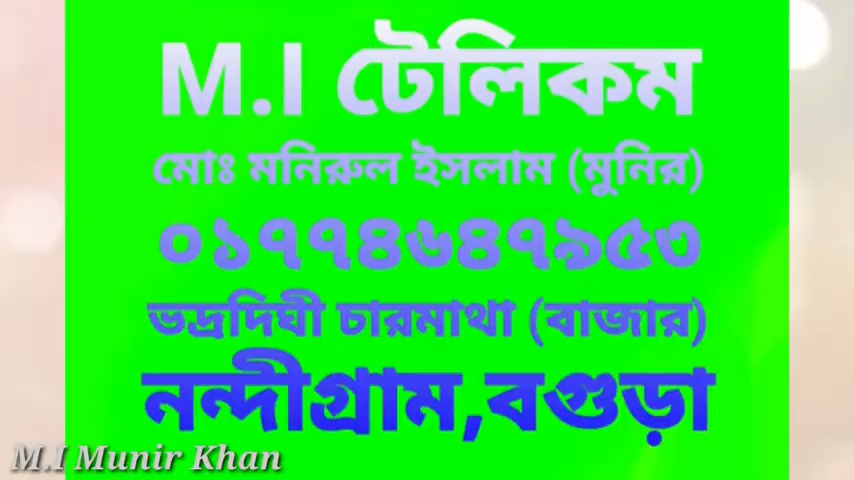 M.I টেলিকম
মোঃ মনিরুল ইসলাম (মুনির)
০১৭৭৪৬৪৭৯৫৩
ভদ্রদিঘী চারমাথা (বাজার)
নন্দীগ্রাম,বগুড়া
M.I Munir Khan